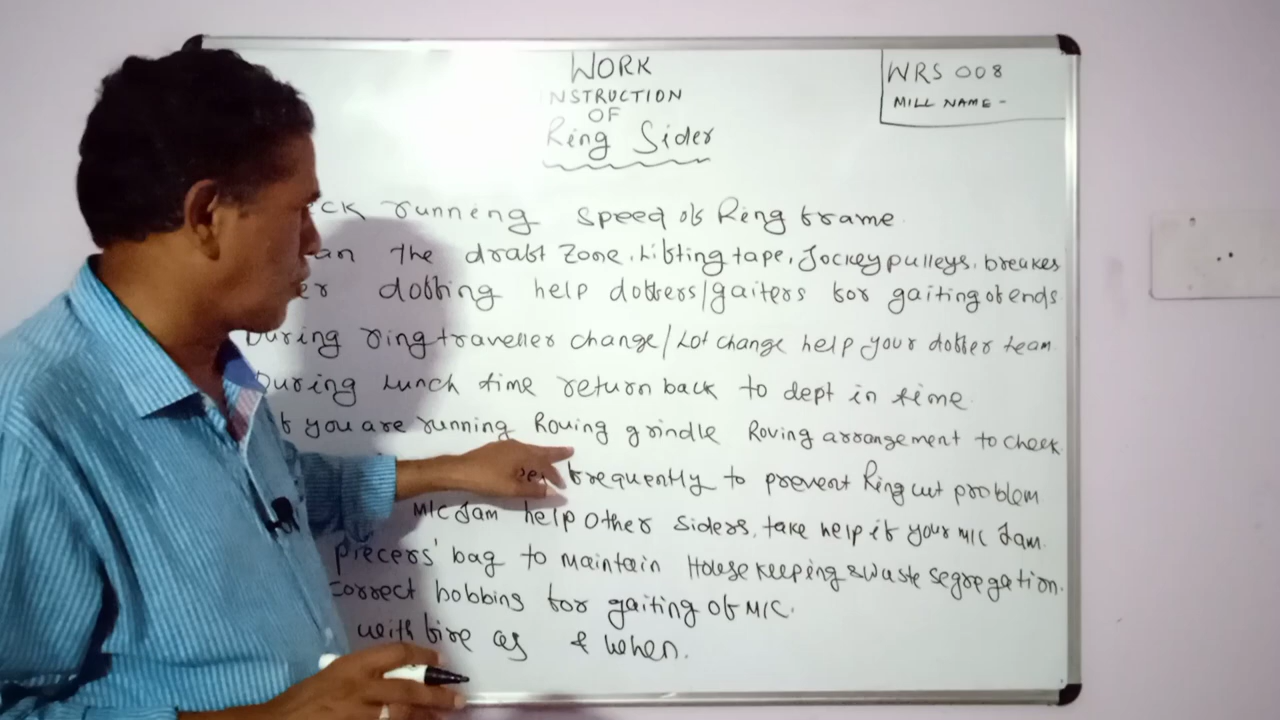 WORK
INSTRUCTION
OF
Ring Sider
WRS 008
MILL NAME -
running speed of Ring frame.
the draft zone, Lifting tape, Jockey pulleys, breakes
doffing help doffers/gaiters for gaiting of ends
During ring traveller change/Lot change help your doffer team.
During Lunch time return back to dept in time.
you are running Roving grindle Roving arrangement to check
frequently to prevent Ring cut problem
M/C Jam help other siders, take help if your M/C Jam.
piecers' bag to maintain House keeping & waste segregation.
correct bobbins for gaiting of M/C.
with fire as & when.